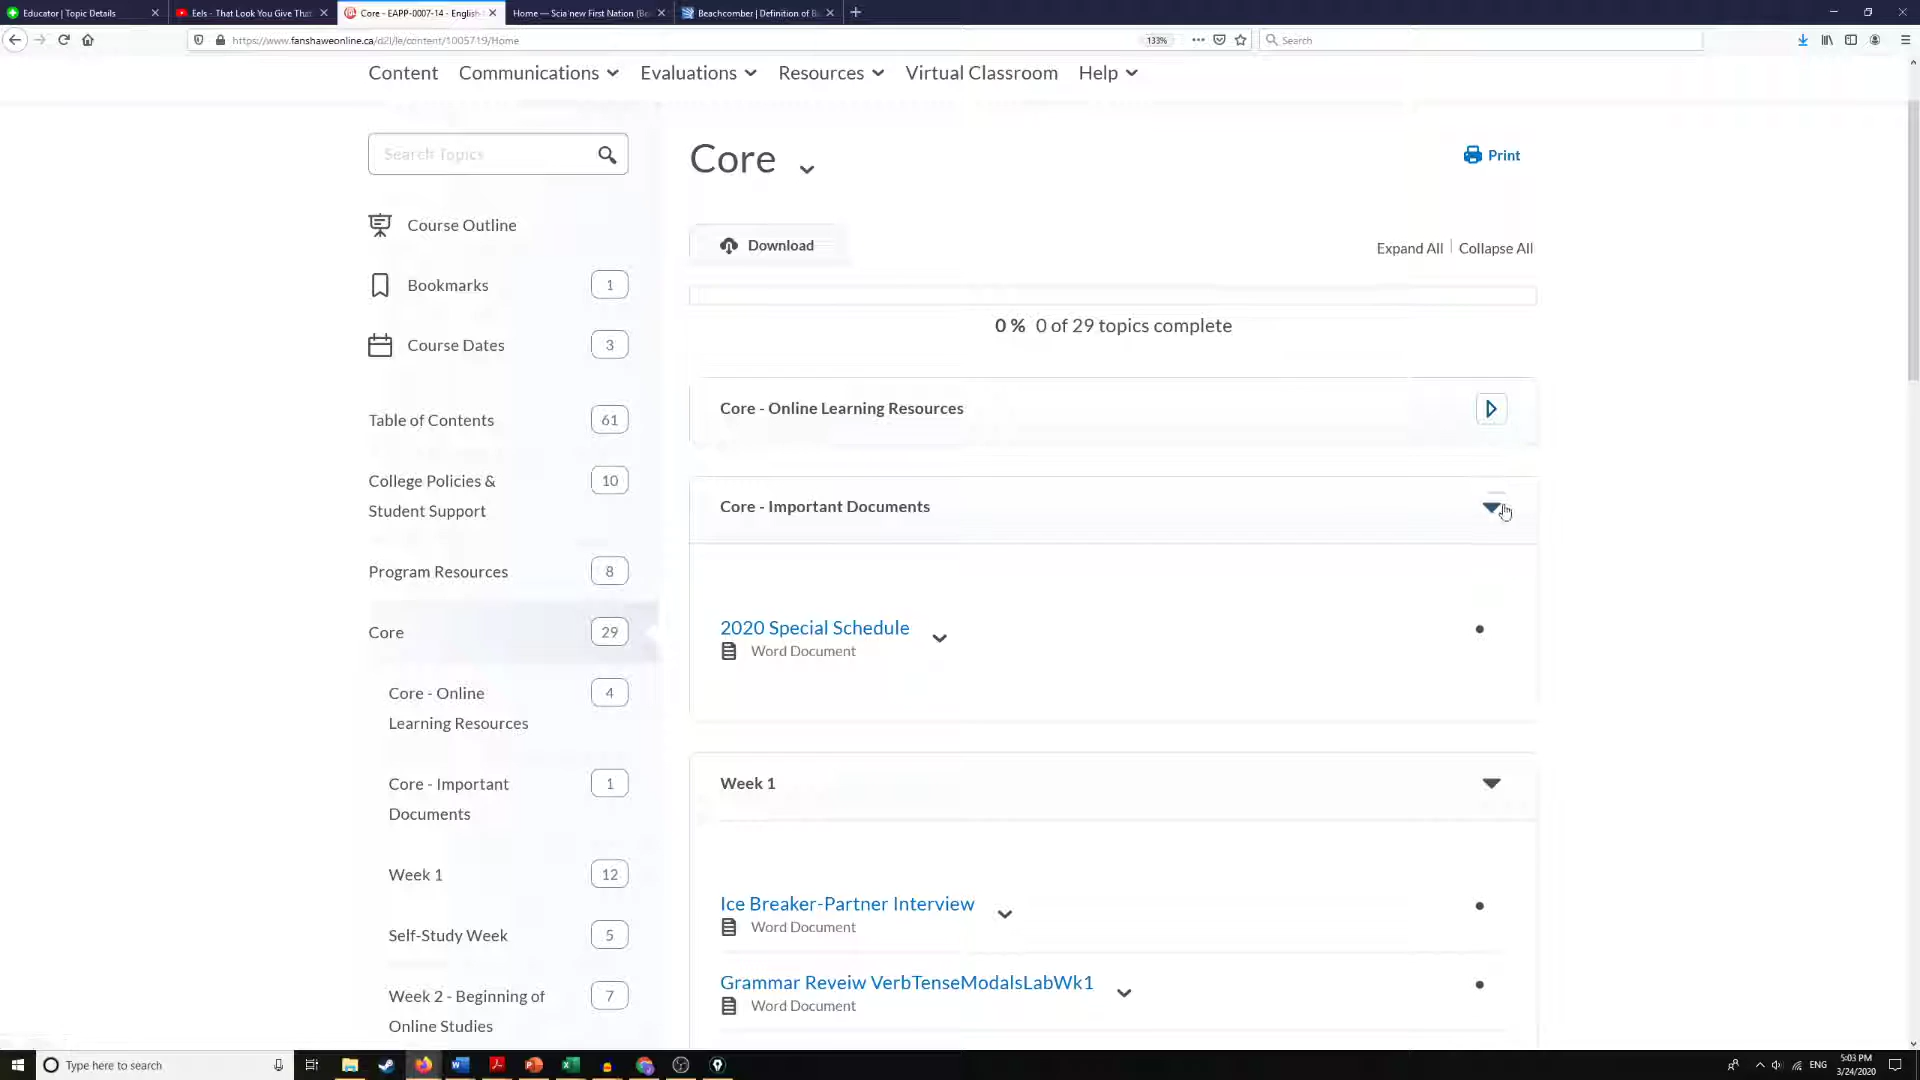 Educator | Topic Details
Eels - That Look You Give That
Core - EAPP-0007-14 - English
Home — Scia'new First Nation (Be
Beachcomber | Definition of B
https://www.fanshaweonline.ca/d2l/le/content/1005719/Home
133%
Search
Content
Communications
Evaluations
Resources
Virtual Classroom
Help
Search Topics
Course Outline
Bookmarks
1
Course Dates
3
Table of Contents
61
College Policies &
Student Support
10
Program Resources
8
Core
29
Core - Online
Learning Resources
4
Core - Important
Documents
1
Week 1
12
Self-Study Week
5
Week 2 - Beginning of
Online Studies
7
Core
Print
Download
Expand All
Collapse All
0 % 0 of 29 topics complete
Core - Online Learning Resources
Core - Important Documents
2020 Special Schedule
Word Document
Week 1
Ice Breaker-Partner Interview
Word Document
Grammar Reveiw VerbTenseModalsLabWk1
Word Document
Type here to search
ENG
5:03 PM
3/24/2020